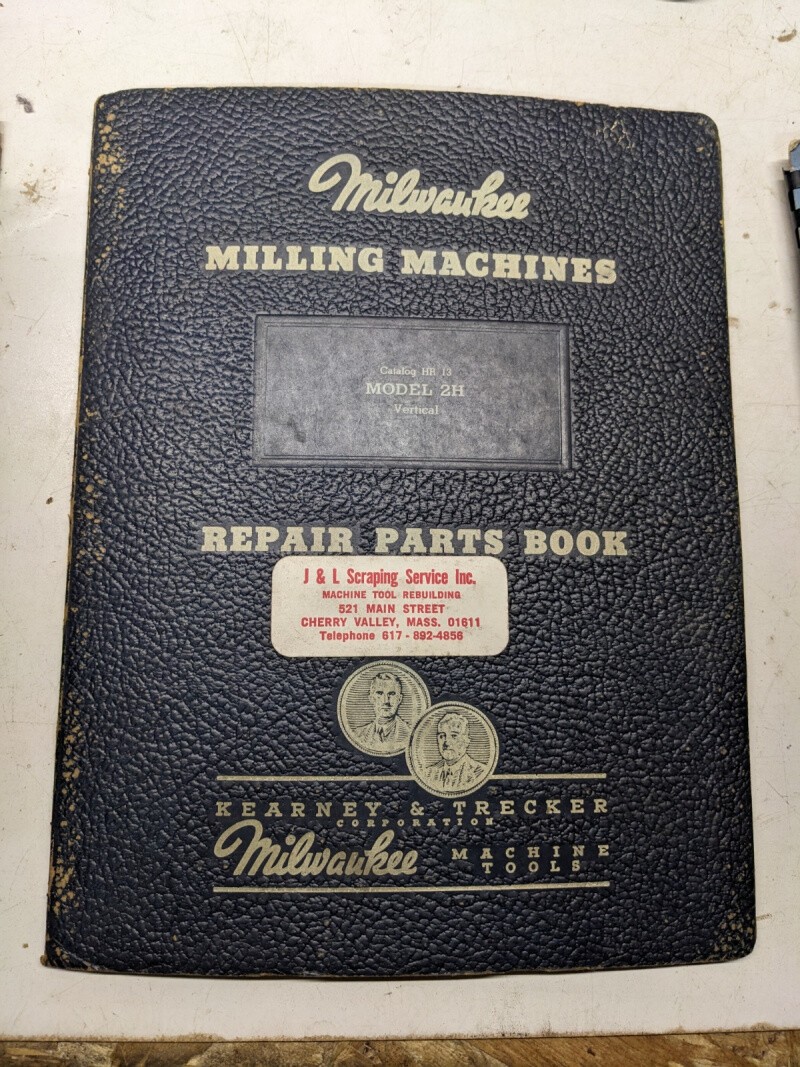 Milwaukee
MILLING MACHINES
Catalog HR 13
MODEL 2H
Vertical
REPAIR PARTS BOOK
J & L Scraping Service Inc.
MACHINE TOOL REBUILDING
521 MAIN STREET
CHERRY VALLEY, MASS. 01611
Telephone 617 - 892-4856
KEARNEY & TRECKER
CORPORATION
Milwaukee MACHINE
TOOLS